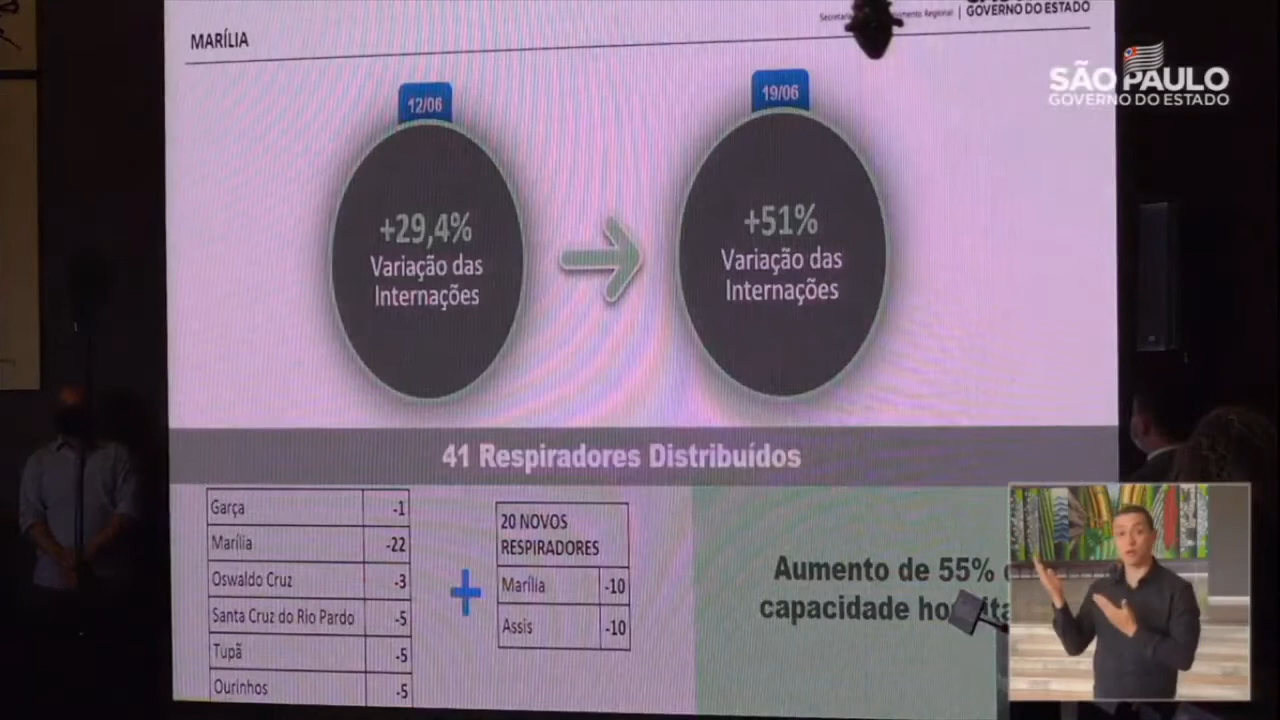 MARÍLIA
GOVERNO DO ESTADO
SÃO PAULO
GOVERNO DO ESTADO
12/06
19/06
+29,4%
Variação das
Internações
+51%
Variação das
Internações
41 Respiradores Distribuídos
Garça -1
Marília -22
Oswaldo Cruz -3
Santa Cruz do Rio Pardo -5
Tupã -5
Ourinhos -5
+
20 NOVOS
RESPIRADORES
Marília -10
Assis -10
Aumento de 55%
capacidade